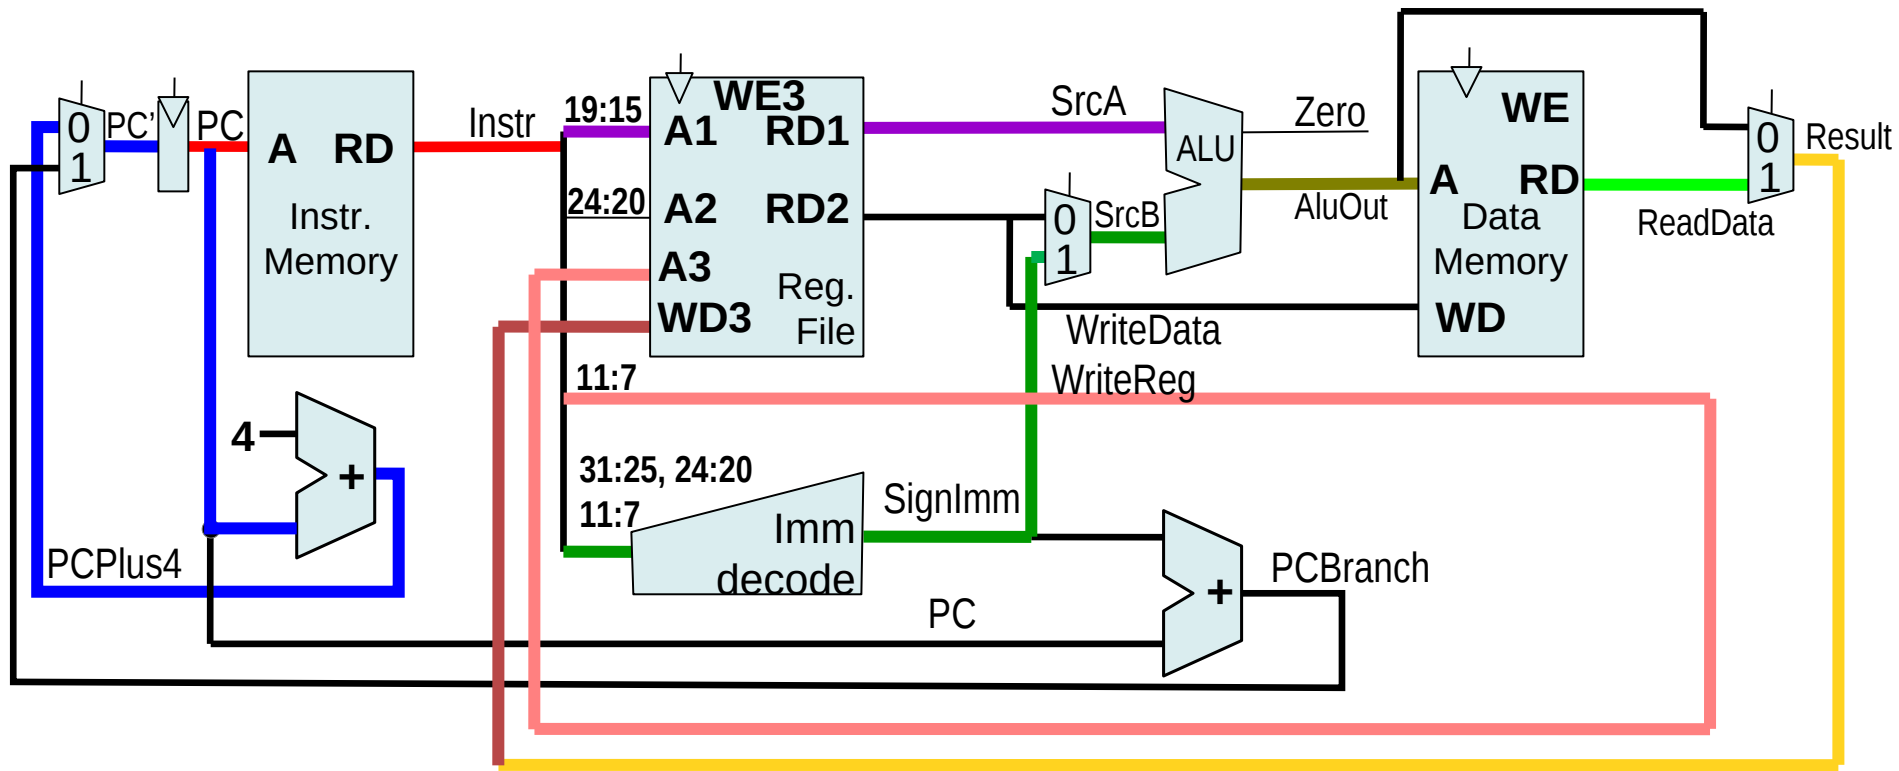 0
1
PC’
PC
A RD
Instr.
Memory
Instr
19:15
24:20
WE3
A1 RD1
A2 RD2
A3
WD3
Reg.
File
SrcA
0
1
SrcB
ALU
Zero
AluOut
WE
A RD
Data
Memory
WD
ReadData
0
1
Result
WriteData
WriteReg
11:7
4
+
PCPlus4
31:25, 24:20
11:7
Imm
decode
SignImm
PC
+
PCBranch